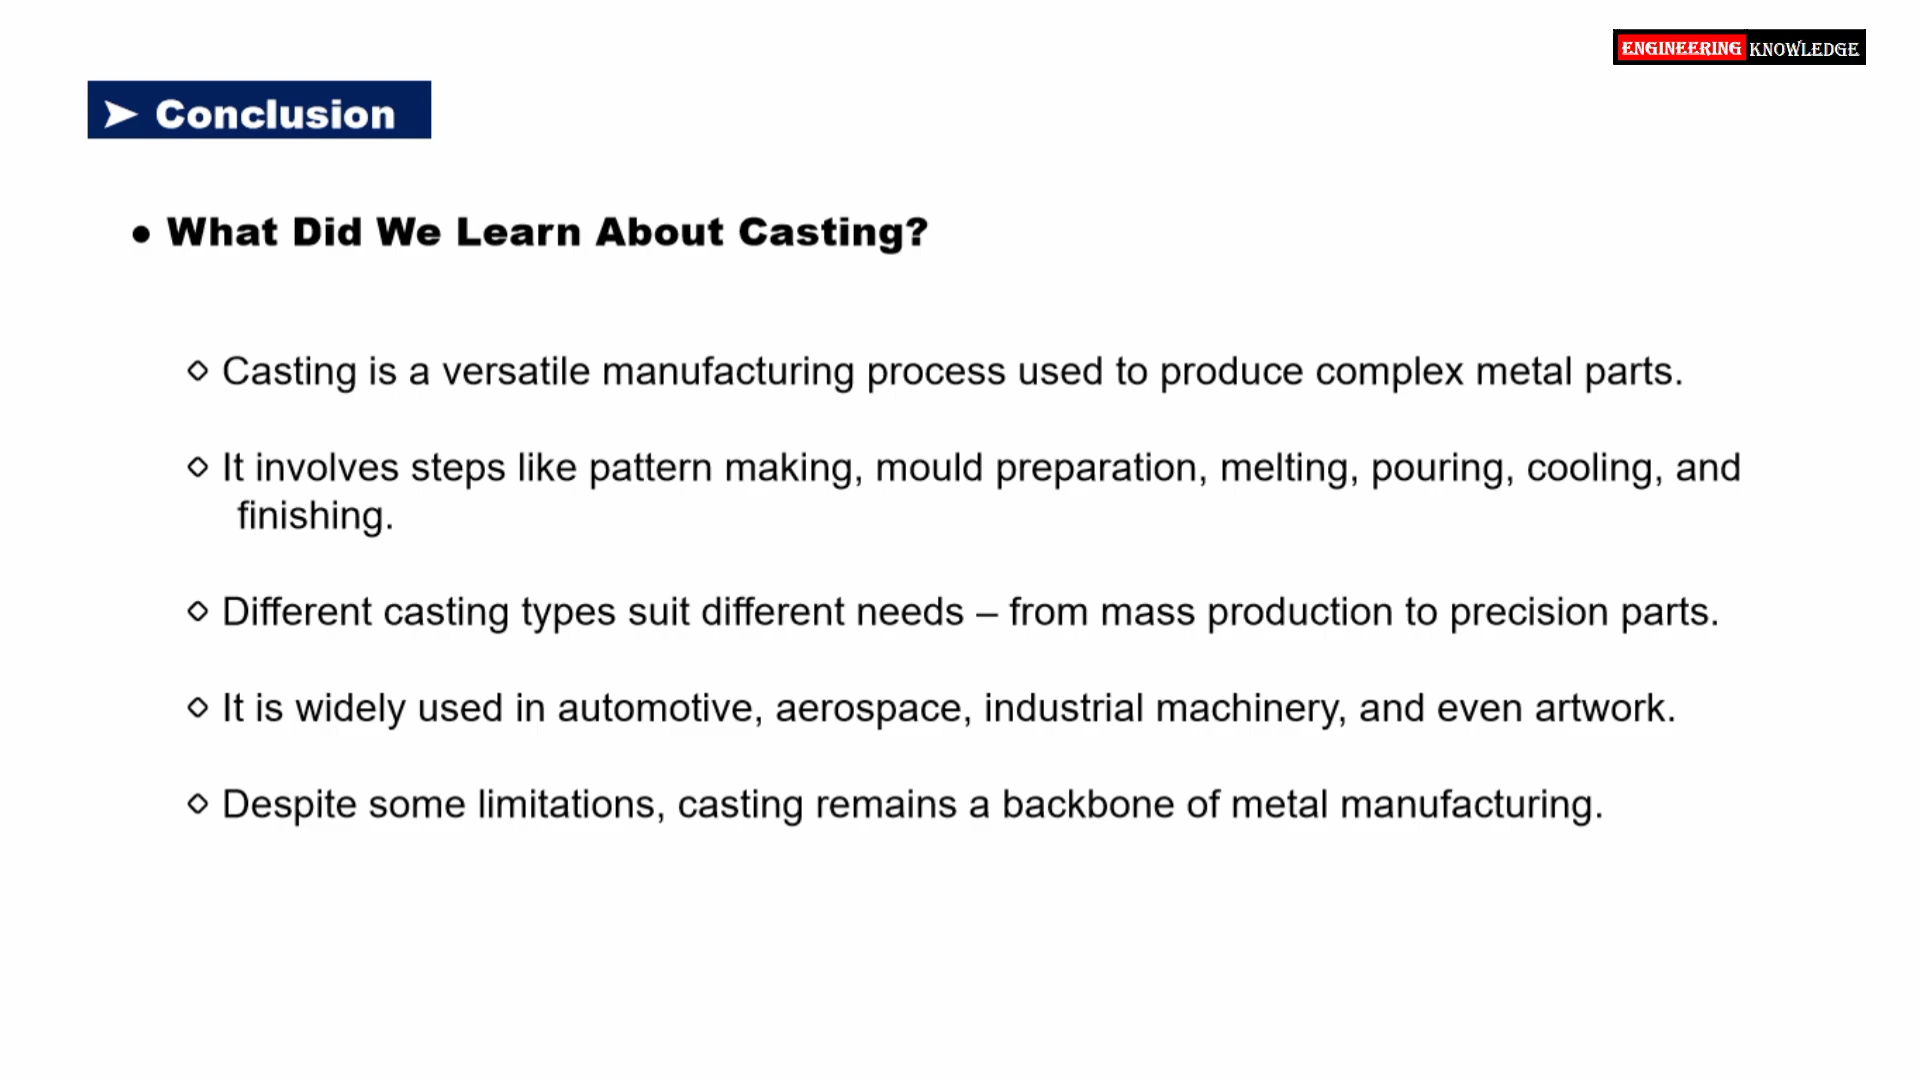 ENGINEERING KNOWLEDGE
➤ Conclusion
● What Did We Learn About Casting?
◇ Casting is a versatile manufacturing process used to produce complex metal parts.
◇ It involves steps like pattern making, mould preparation, melting, pouring, cooling, and
finishing.
◇ Different casting types suit different needs – from mass production to precision parts.
◇ It is widely used in automotive, aerospace, industrial machinery, and even artwork.
◇ Despite some limitations, casting remains a backbone of metal manufacturing.